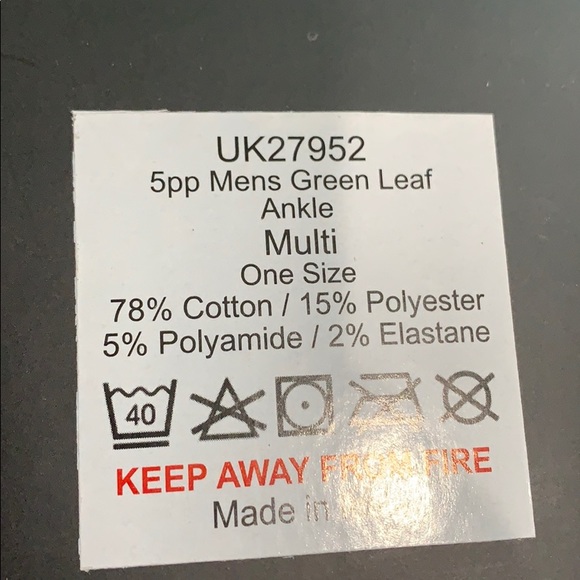 UK27952
5pp Mens Green Leaf
Ankle
Multi
One Size
78% Cotton / 15% Polyester
5% Polyamide / 2% Elastane
40
KEEP AWAY FROM FIRE
Made in